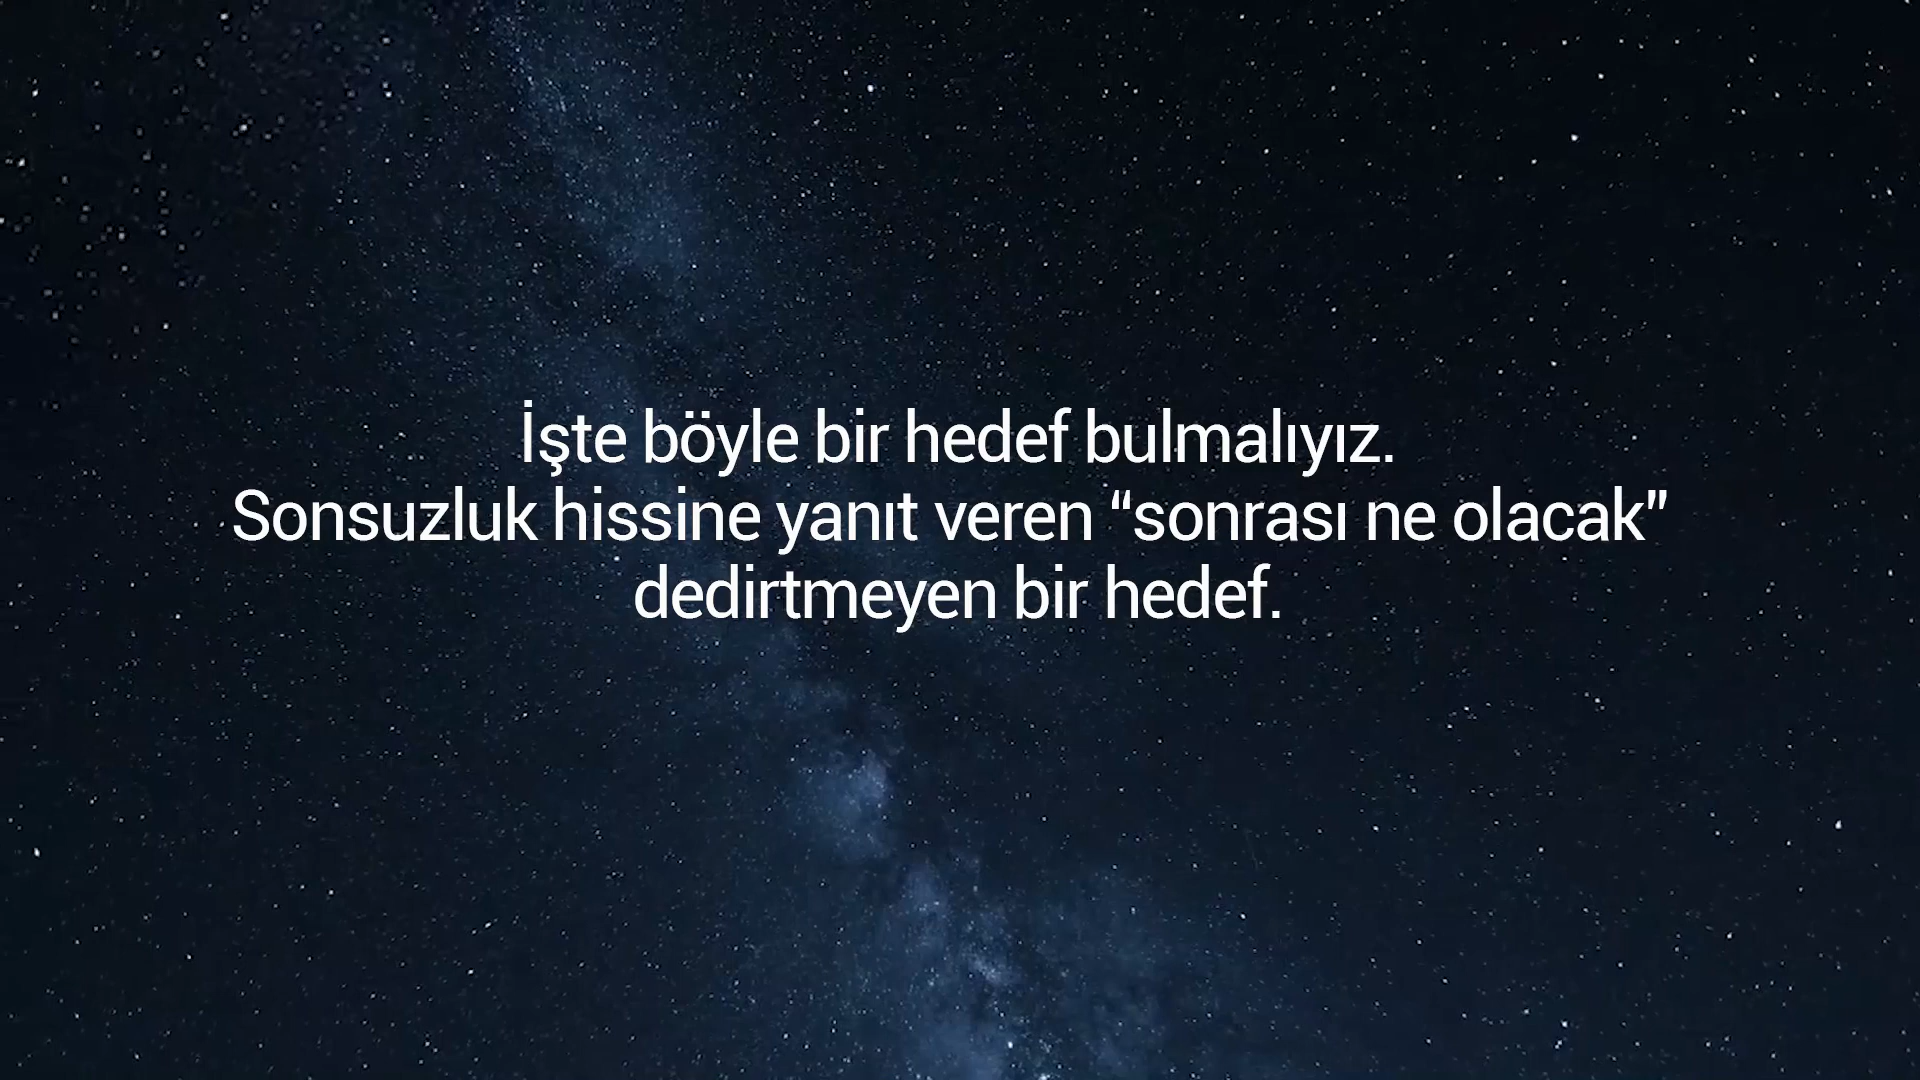 İşte böyle bir hedef bulmalıyız.
Sonsuzluk hissine yanıt veren “sonrası ne olacak”
dedirtmeyen bir hedef.